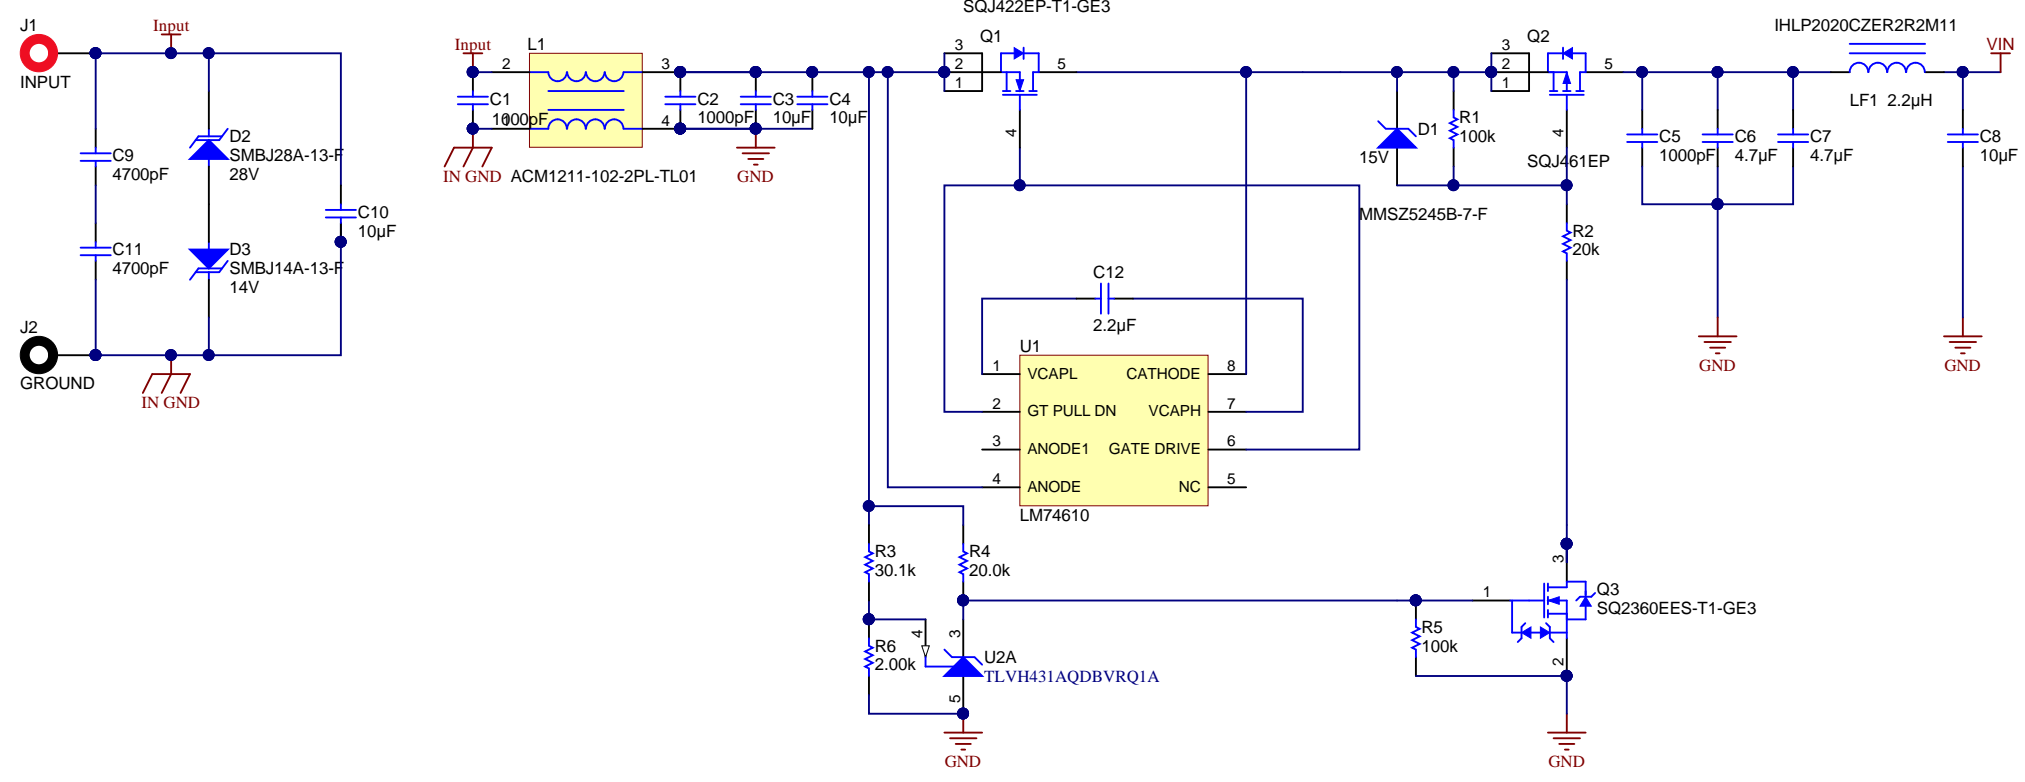 SQJ422EP-T1-GE3
J1
INPUT
Input
C9
4700pF
C11
4700pF
D2
SMBJ28A-13-F
28V
D3
SMBJ14A-13-F
14V
C10
10µF
J2
GROUND
IN GND
Input
C1
1000pF
IN GND
L1
2
3
1
4
ACM1211-102-2PL-TL01
C2
1000pF
C3
10µF
C4
10µF
GND
Q1
3
2
1
5
4
D1
15V
MMSZ5245B-7-F
R1
100k
Q2
3
2
1
5
4
SQJ461EP
R2
20k
C5
1000pF
C6
4.7µF
C7
4.7µF
GND
IHLP2020CZER2R2M11
LF1 2.2µH
VIN
C8
10µF
GND
C12
2.2µF
U1
1 VCAPL CATHODE 8
2 GT PULL DN VCAPH 7
3 ANODE1 GATE DRIVE 6
4 ANODE NC 5
LM74610
R3
30.1k
R4
20.0k
R6
2.00k
4
3
5
U2A
TLVH431AQDBVRQ1A
GND
R5
100k
1
3
2
Q3
SQ2360EES-T1-GE3
GND